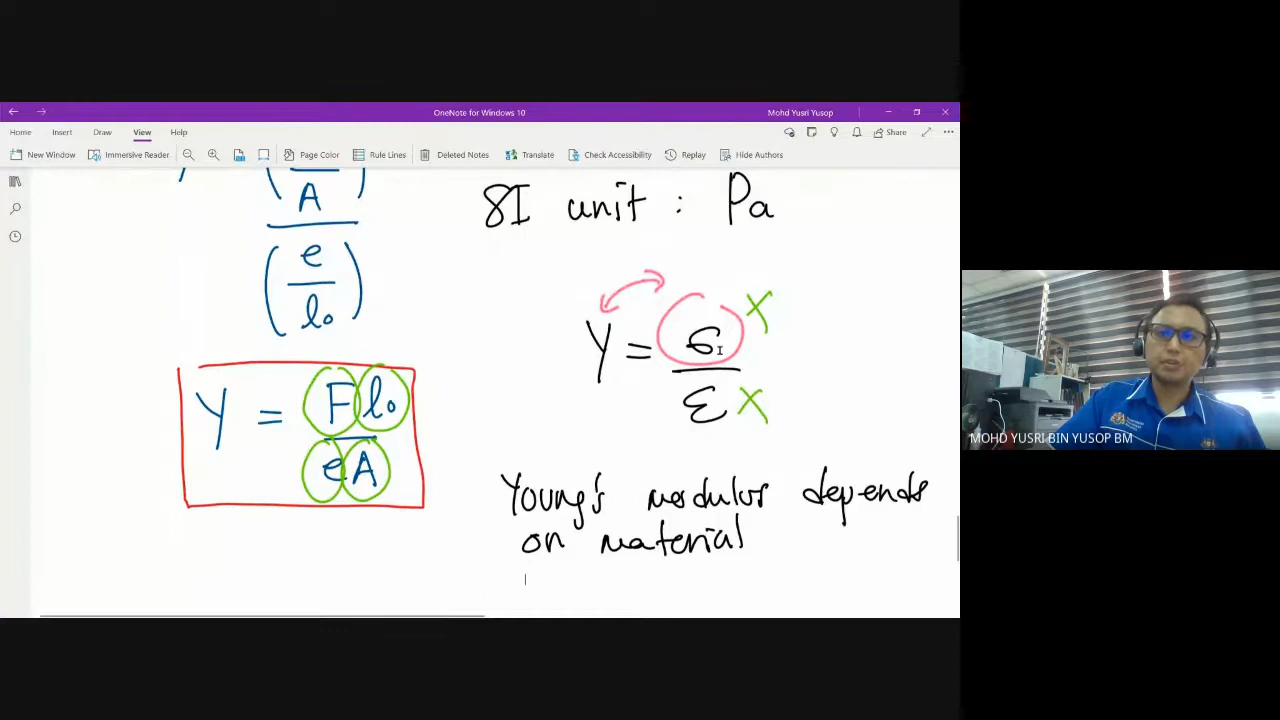 OneNote for Windows 10
Mohd Yusri Yusop
Home Insert Draw View Help
Share
New Window Immersive Reader Page Color Rule Lines Deleted Notes Translate Check Accessibility Replay Hide Authors
A
e
l₀
Y = F l₀
e A
SI unit : Pa
Y = σ X
ε X
Young's modulus depends
on material
MOHD YUSRI BIN YUSOP BM